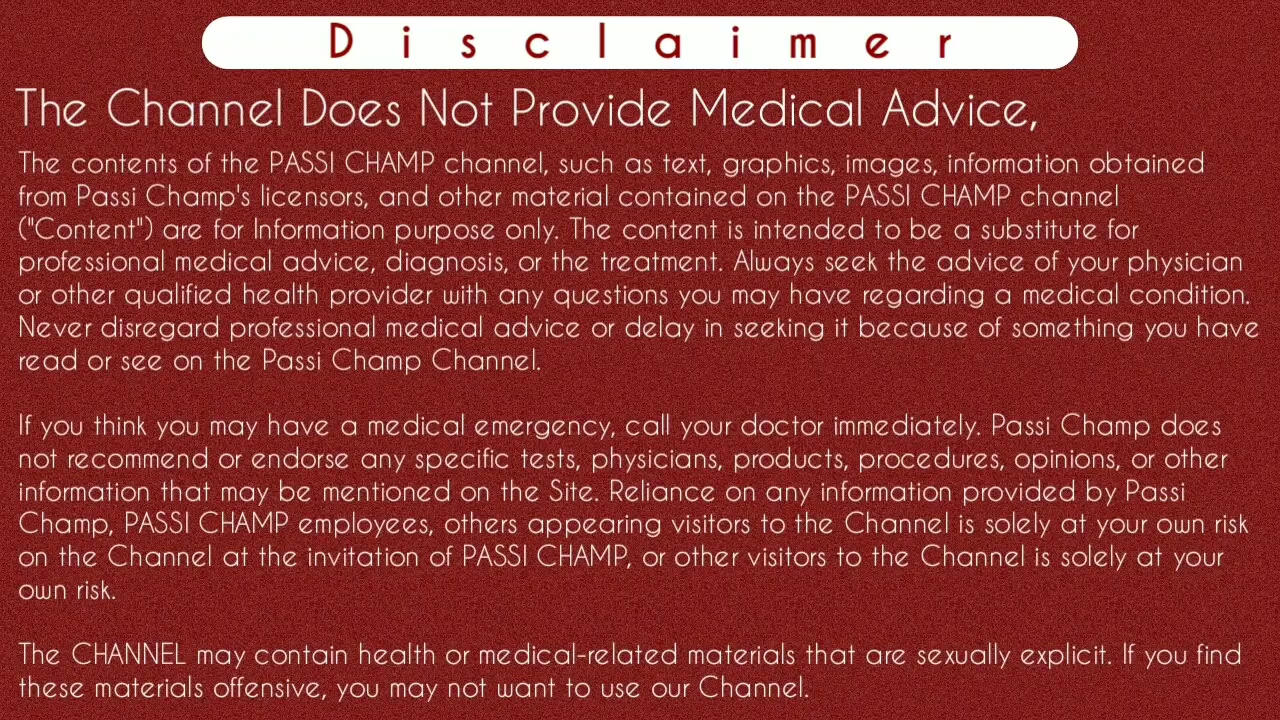 Disclaimer
The Channel Does Not Provide Medical Advice,
The contents of the PASSI CHAMP channel, such as text, graphics, images, information obtained
from Passi Champ's licensors, and other material contained on the PASSI CHAMP channel
("Content") are for Information purpose only. The content is intended to be a substitute for
professional medical advice, diagnosis, or the treatment. Always seek the advice of your physician
or other qualified health provider with any questions you may have regarding a medical condition.
Never disregard professional medical advice or delay in seeking it because of something you have
read or see on the Passi Champ Channel.
If you think you may have a medical emergency, call your doctor immediately. Passi Champ does
not recommend or endorse any specific tests, physicians, products, procedures, opinions, or other
information that may be mentioned on the Site. Reliance on any information provided by Passi
Champ, PASSI CHAMP employees, others appearing visitors to the Channel is solely at your own risk
on the Channel at the invitation of PASSI CHAMP, or other visitors to the Channel is solely at your
own risk.
The CHANNEL may contain health or medical-related materials that are sexually explicit. If you find
these materials offensive, you may not want to use our Channel.